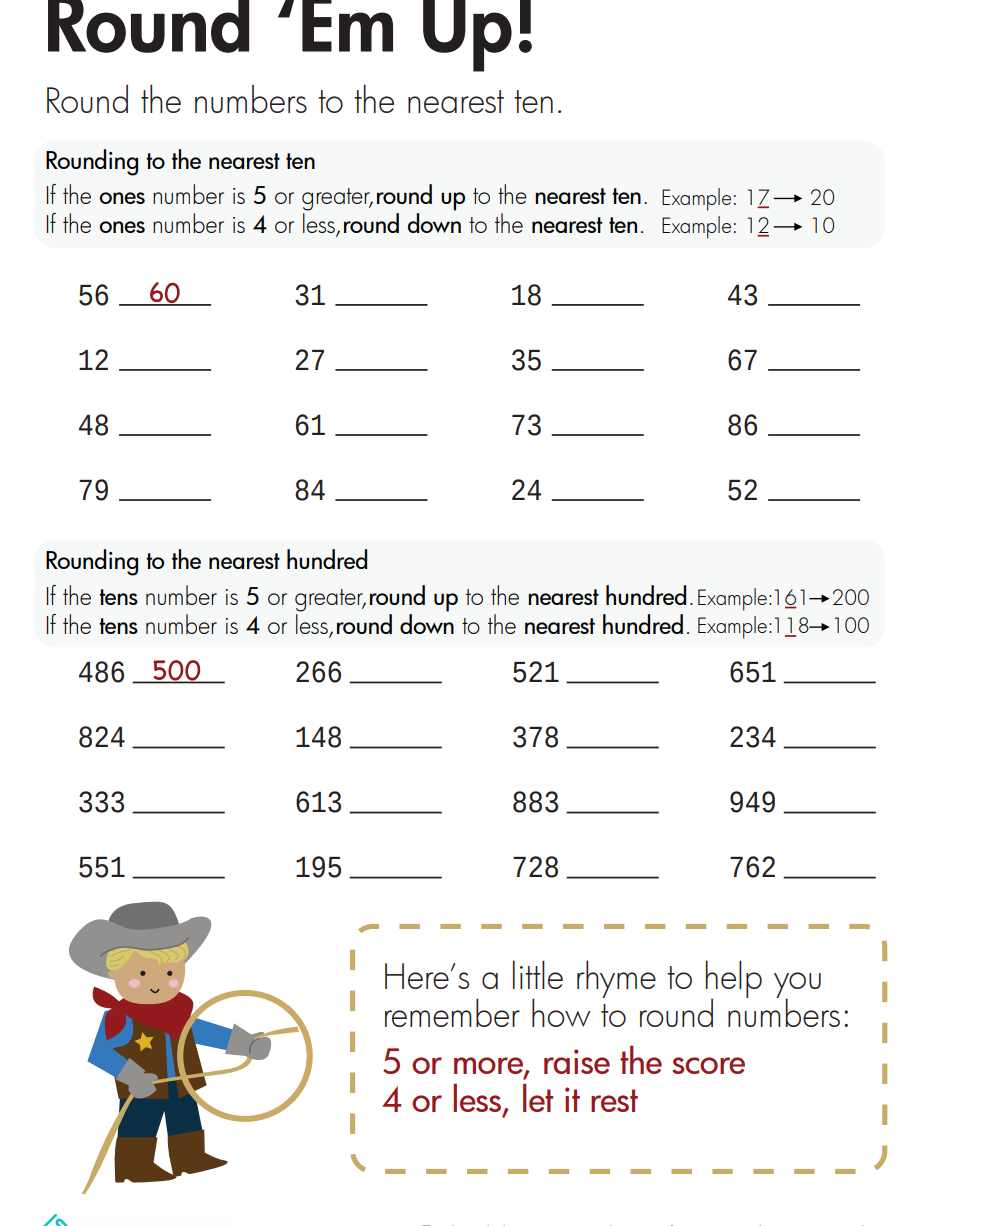 Round ‘Em Up!
Round the numbers to the nearest ten.
Rounding to the nearest ten
If the ones number is 5 or greater, round up to the nearest ten. Example: 17→ 20
If the ones number is 4 or less, round down to the nearest ten. Example: 12→ 10
56 60 31 18 43
12 27 35 67
48 61 73 86
79 84 24 52
Rounding to the nearest hundred
If the tens number is 5 or greater, round up to the nearest hundred. Example:161→200
If the tens number is 4 or less, round down to the nearest hundred. Example:118→100
486 500 266 521 651
824 148 378 234
333 613 883 949
551 195 728 762
Here’s a little rhyme to help you
remember how to round numbers:
5 or more, raise the score
4 or less, let it rest